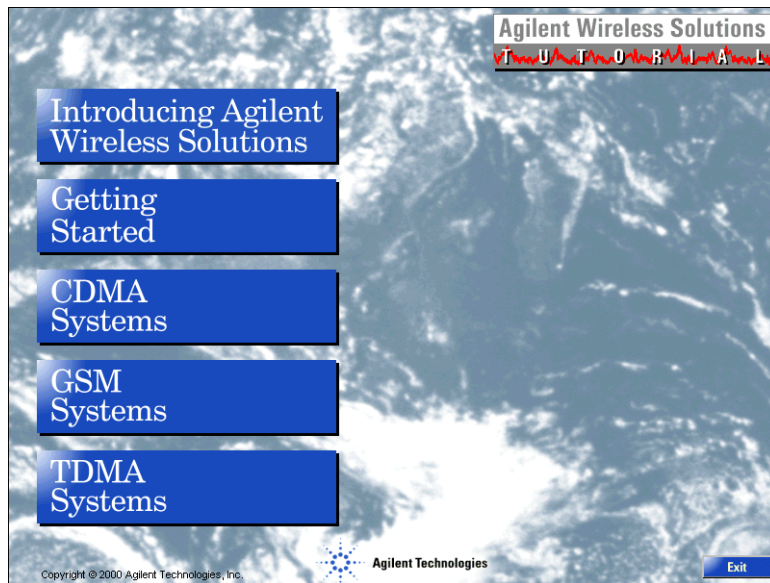 Agilent Wireless Solutions
TUTORIAL
Introducing Agilent
Wireless Solutions
Getting
Started
CDMA
Systems
GSM
Systems
TDMA
Systems
Copyright © 2000 Agilent Technologies, Inc.
Agilent Technologies
Exit